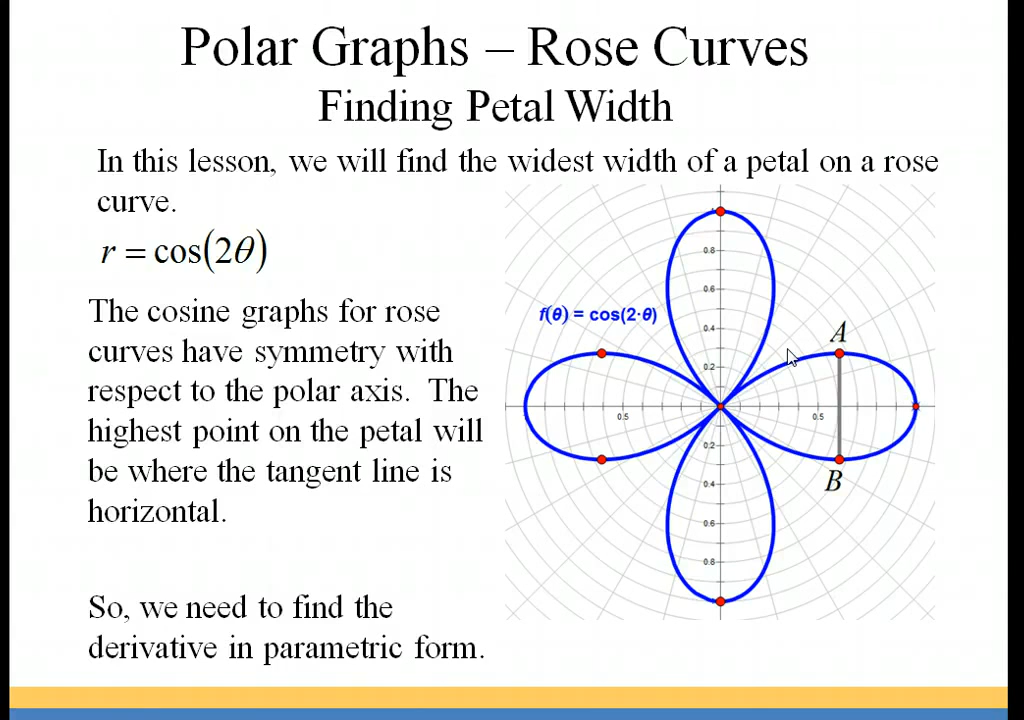 Polar Graphs – Rose Curves
Finding Petal Width
In this lesson, we will find the widest width of a petal on a rose
curve.
r = cos(2θ)
The cosine graphs for rose
curves have symmetry with
respect to the polar axis. The
highest point on the petal will
be where the tangent line is
horizontal.
So, we need to find the
derivative in parametric form.
f(θ) = cos(2·θ)
0.8
0.6
0.4
0.2
A
0.5
0.5
0.2
B
0.4
0.6
0.8